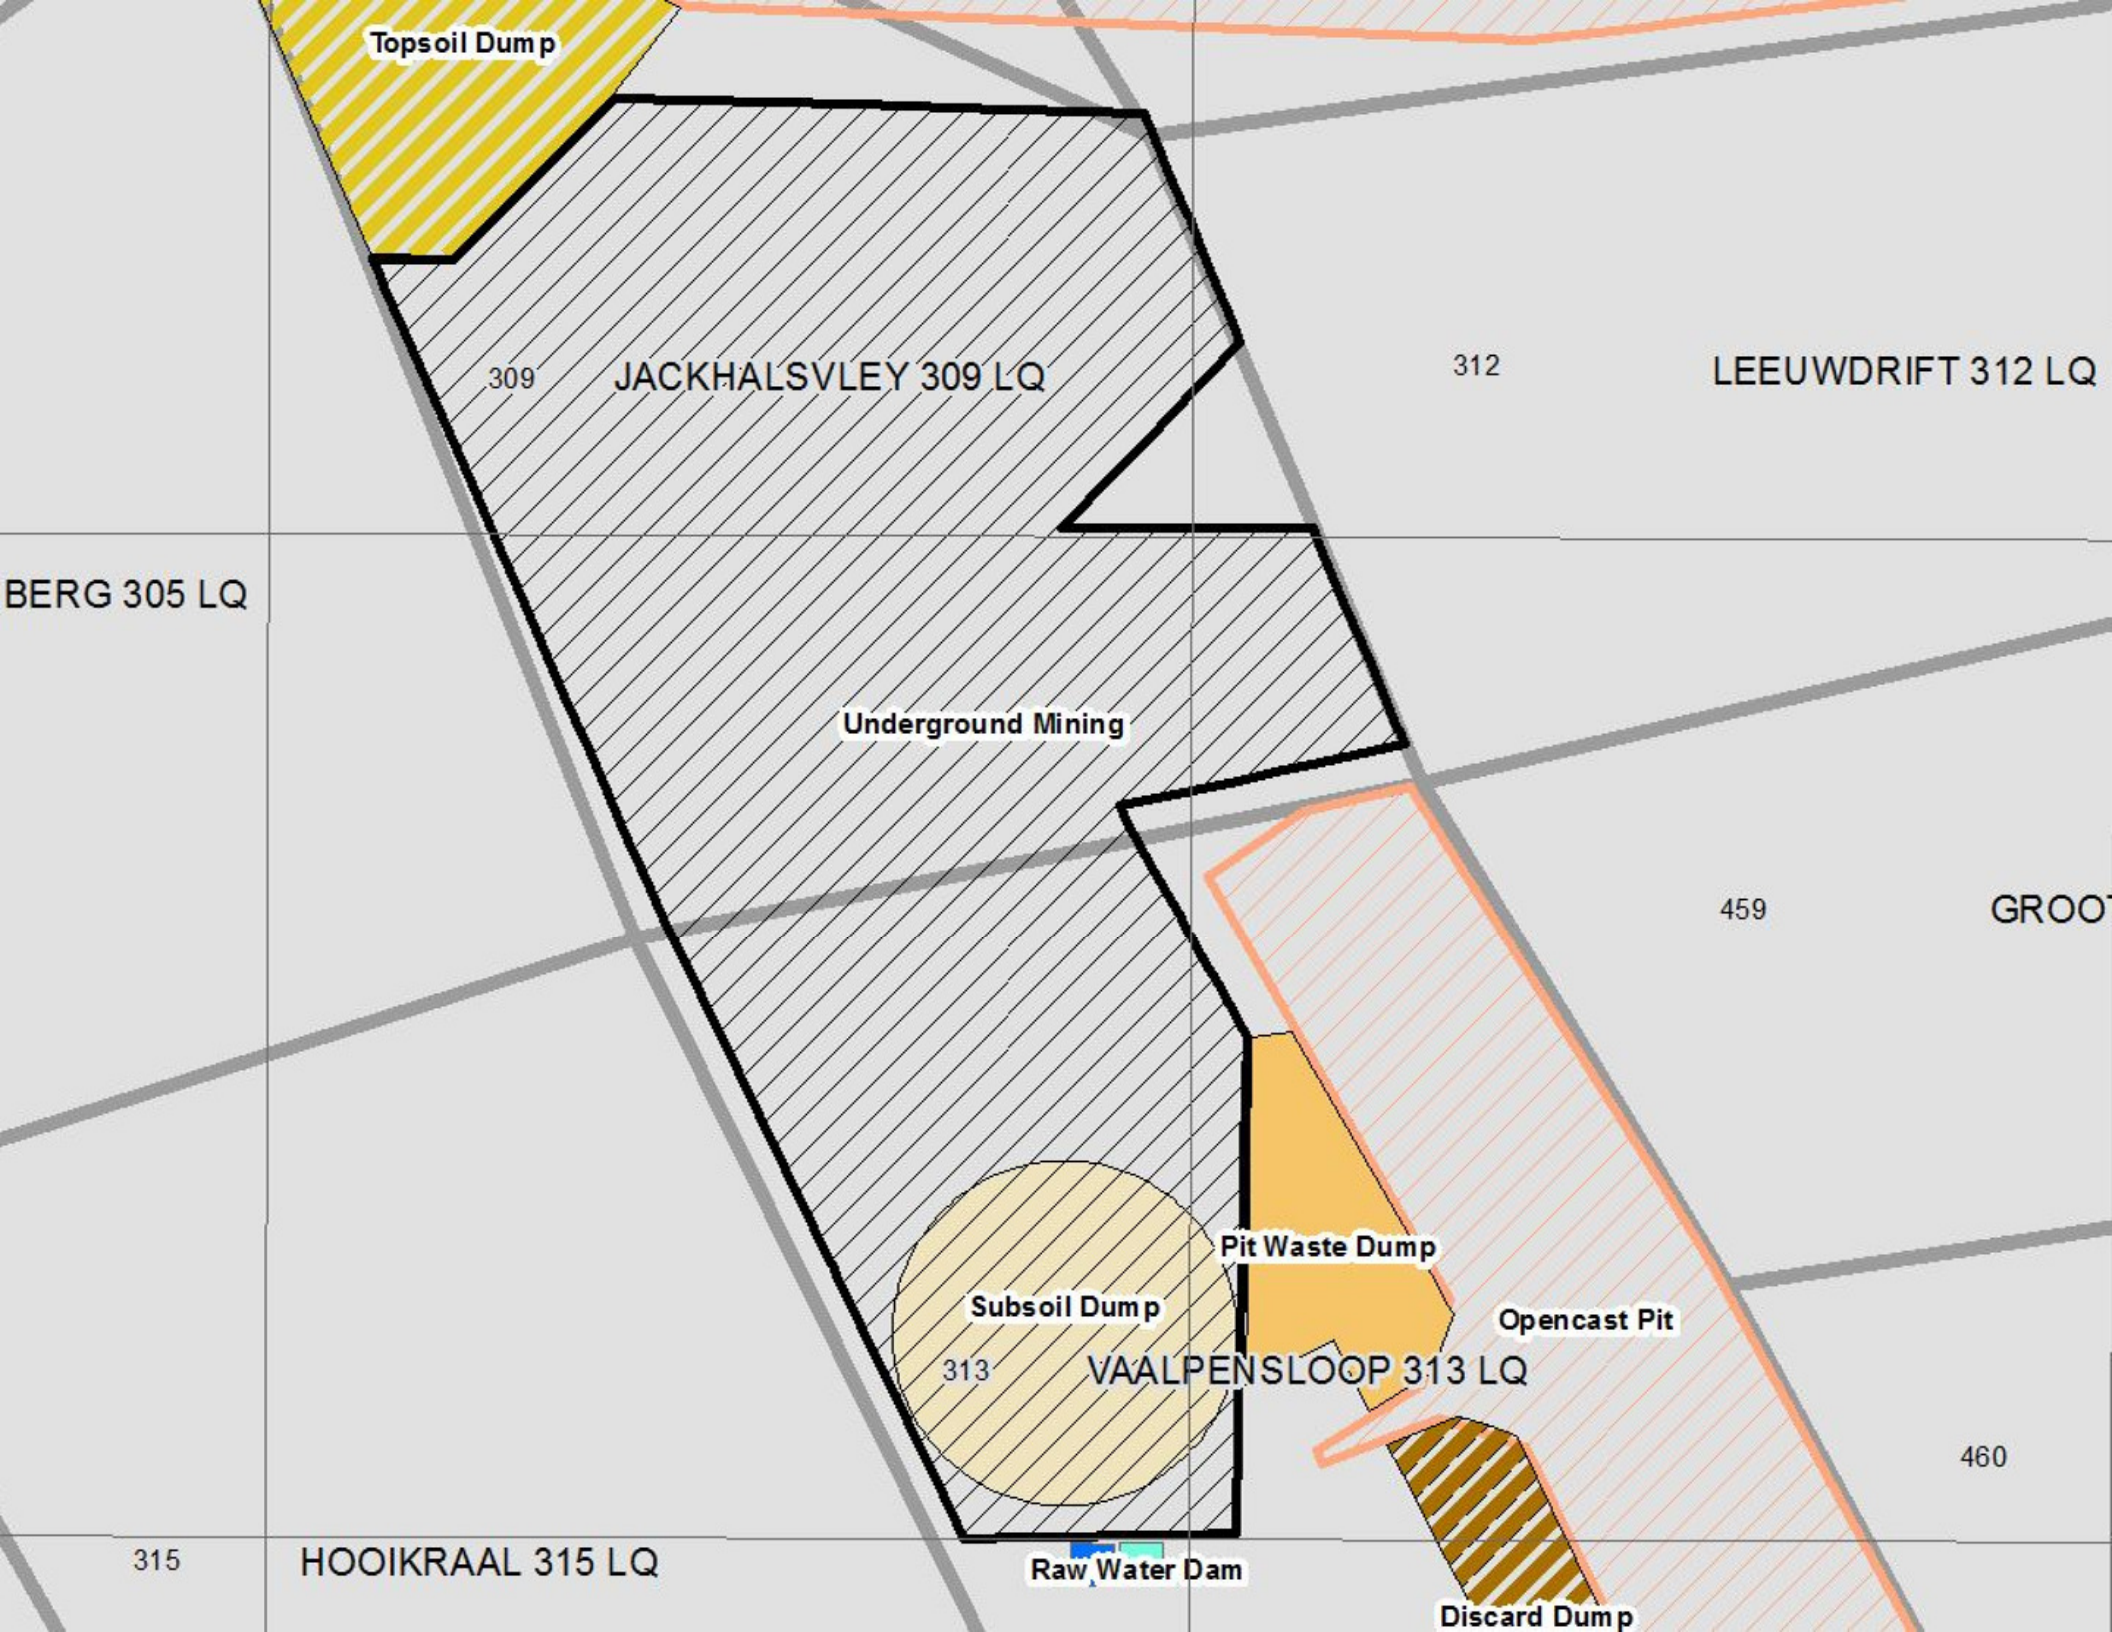 Topsoil Dump
309
JACKHALSVLEY 309 LQ
312
LEEUWDRIFT 312 LQ
BERG 305 LQ
Underground Mining
459
GROOT
Pit Waste Dump
Subsoil Dump
Opencast Pit
313
VAALPENSLOOP 313 LQ
460
315
HOOIKRAAL 315 LQ
Raw Water Dam
Discard Dump